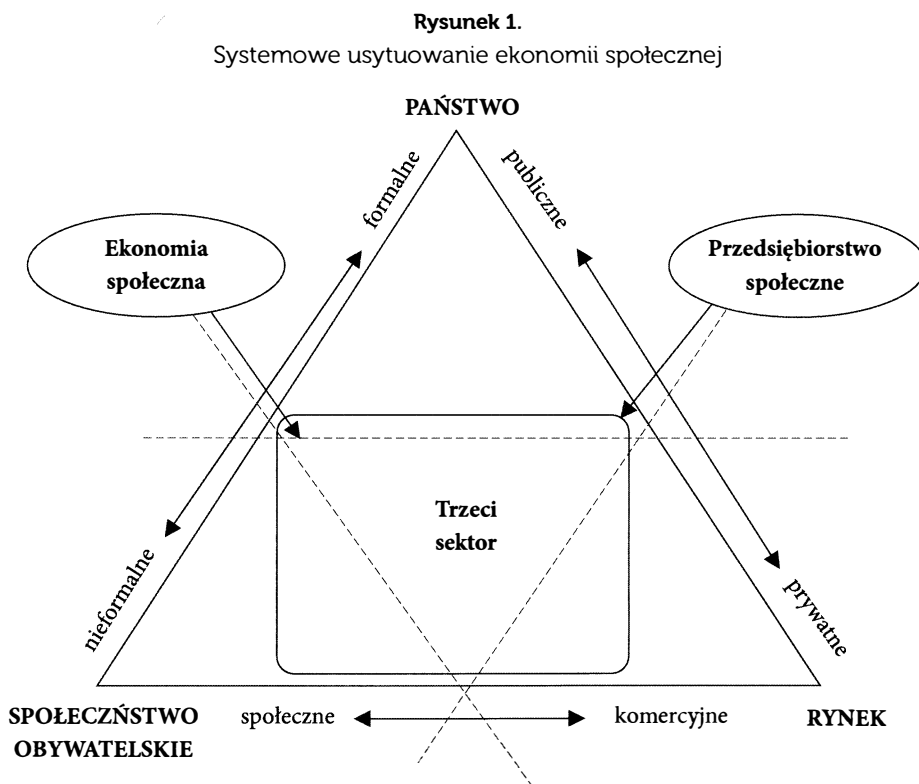 Rysunek 1.
Systemowe usytuowanie ekonomii społecznej
PAŃSTWO
formalne
publiczne
Ekonomia
społeczna
Przedsiębiorstwo
społeczne
Trzeci
sektor
nieformalne
prywatne
SPOŁECZŃSTWO
OBYWATELSKIE
społeczne
komercyjne
RYNEK